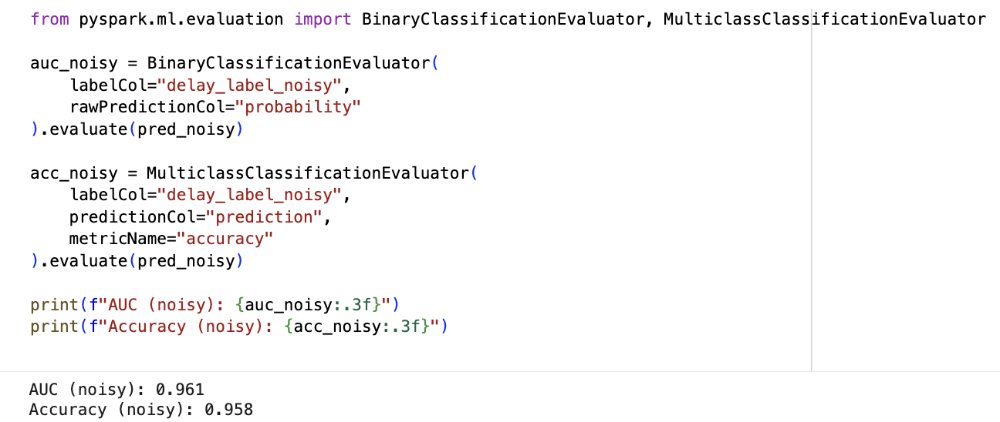 from pyspark.ml.evaluation import BinaryClassificationEvaluator, MulticlassClassificationEvaluator
auc_noisy = BinaryClassificationEvaluator(
labelCol="delay_label_noisy",
rawPredictionCol="probability"
).evaluate(pred_noisy)
acc_noisy = MulticlassClassificationEvaluator(
labelCol="delay_label_noisy",
predictionCol="prediction",
metricName="accuracy"
).evaluate(pred_noisy)
print(f"AUC (noisy): {auc_noisy:.3f}")
print(f"Accuracy (noisy): {acc_noisy:.3f}")
AUC (noisy): 0.961
Accuracy (noisy): 0.958